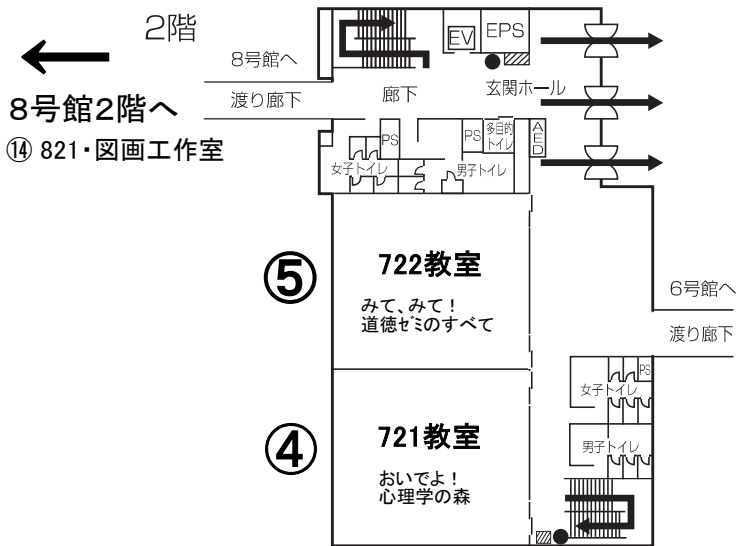 2階
8号館へ
渡り廊下
8号館2階へ
⑭ 821・図画工作室
EV
EPS
廊下
玄関ホール
PS
PS
多目的
トイレ
AED
女子トイレ
男子トイレ
⑤
722教室
みて、みて！
道徳ゼミのすべて
6号館へ
渡り廊下
④
721教室
おいでよ！
心理学の森
PS
女子トイレ
男子トイレ